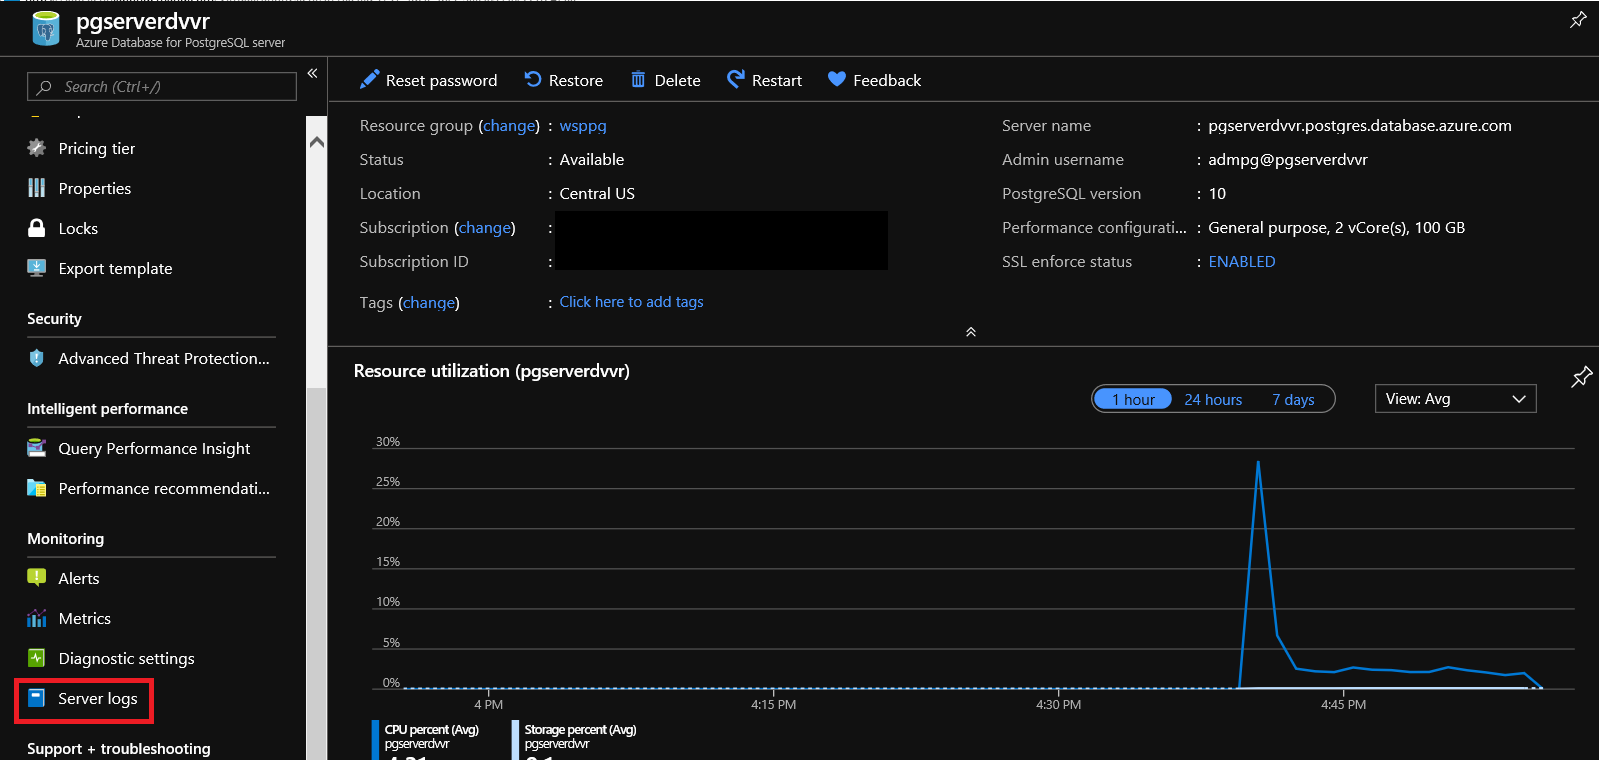 pgserverdvvr
Azure Database for PostgreSQL server
Search (Ctrl+/)
«
Pricing tier
Properties
Locks
Export template
Security
Advanced Threat Protection...
Intelligent performance
Query Performance Insight
Performance recommendati...
Monitoring
Alerts
Metrics
Diagnostic settings
Server logs
Support + troubleshooting
Reset password Restore Delete Restart Feedback
Resource group (change) : wsppg
Status : Available
Location : Central US
Subscription (change) :
Subscription ID :
Tags (change) : Click here to add tags
Server name : pgserverdvvr.postgres.database.azure.com
Admin username : admpg@pgserverdvvr
PostgreSQL version : 10
Performance configurati... : General purpose, 2 vCore(s), 100 GB
SSL enforce status : ENABLED
Resource utilization (pgserverdvvr)
1 hour 24 hours 7 days
View: Avg
30%
25%
20%
15%
10%
5%
0%
4 PM 4:15 PM 4:30 PM 4:45 PM
CPU percent (Avg)
pgserverdvvr
Storage percent (Avg)
pgserverdvvr